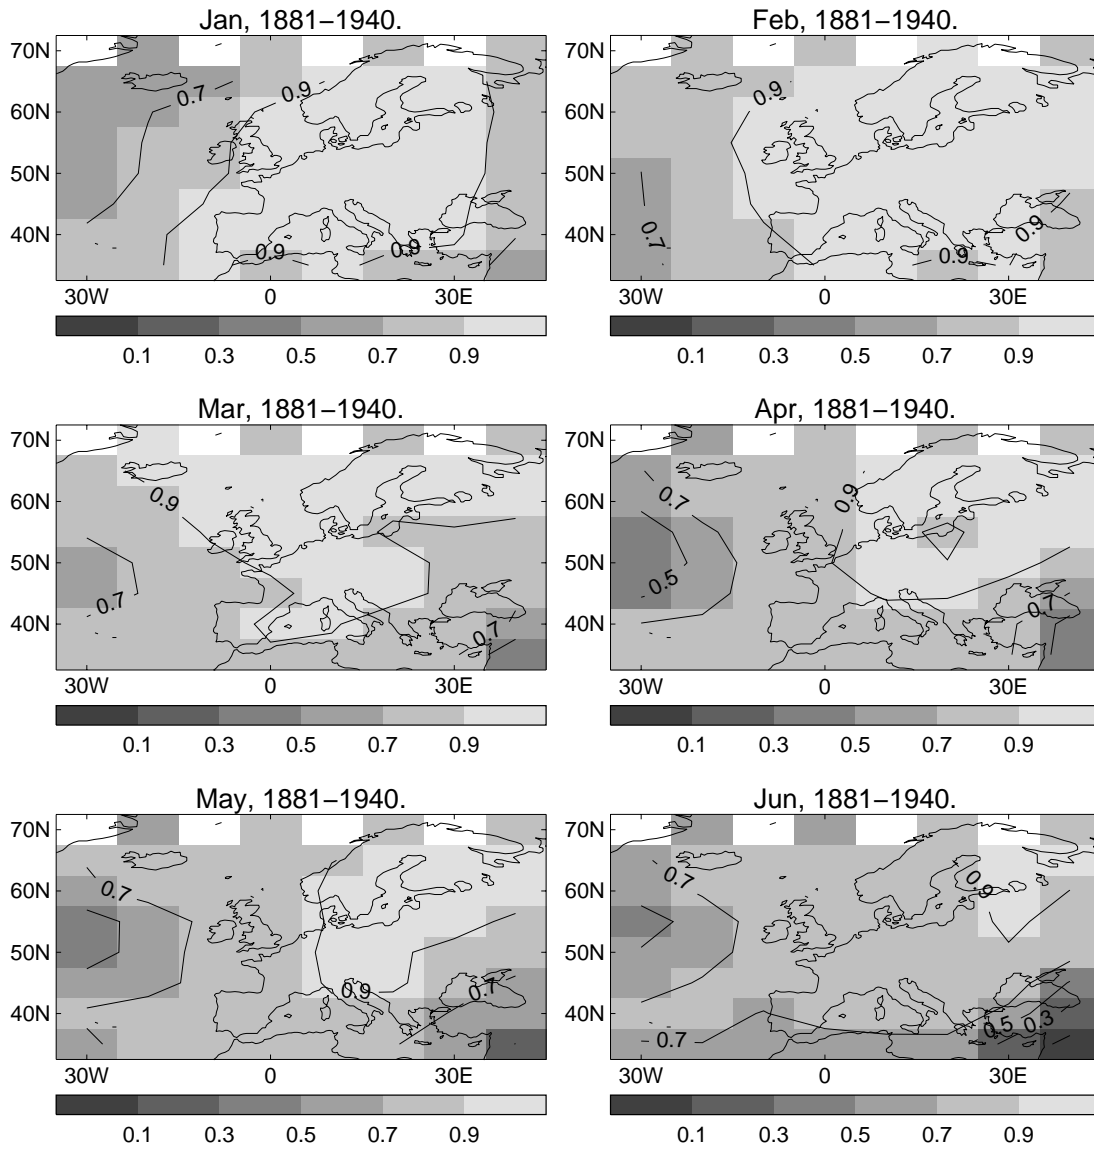 Jan, 1881−1940.
Feb, 1881−1940.
70N
60N
50N
40N
0.7
0.9
0.9
0.9
30W
0
30E
0.1 0.3 0.5 0.7 0.9
70N
60N
50N
40N
0.9
0.7
0.9
0.9
30W
0
30E
0.1 0.3 0.5 0.7 0.9
Mar, 1881−1940.
Apr, 1881−1940.
70N
60N
50N
40N
0.9
0.7
0.7
30W
0
30E
0.1 0.3 0.5 0.7 0.9
70N
60N
50N
40N
0.7
0.9
0.5
0.7
30W
0
30E
0.1 0.3 0.5 0.7 0.9
May, 1881−1940.
Jun, 1881−1940.
70N
60N
50N
40N
0.7
0.9
0.7
30W
0
30E
0.1 0.3 0.5 0.7 0.9
70N
60N
50N
40N
0.7
0.9
0.7
0.5
0.3
30W
0
30E
0.1 0.3 0.5 0.7 0.9